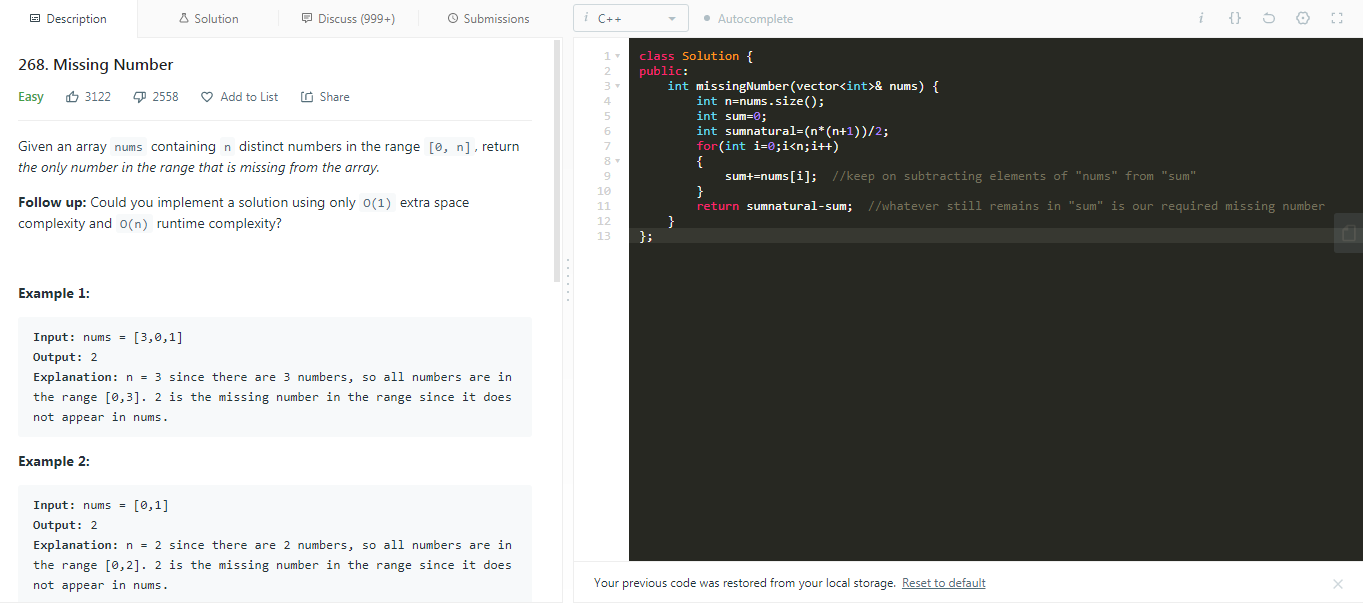 Description
Solution
Discuss (999+)
Submissions
i C++
Autocomplete
i {}
268. Missing Number
Easy 3122 2558 Add to List Share
Given an array nums containing n distinct numbers in the range [0, n], return
the only number in the range that is missing from the array.
Follow up: Could you implement a solution using only O(1) extra space
complexity and O(n) runtime complexity?
Example 1:
Input: nums = [3,0,1]
Output: 2
Explanation: n = 3 since there are 3 numbers, so all numbers are in
the range [0,3]. 2 is the missing number in the range since it does
not appear in nums.
Example 2:
Input: nums = [0,1]
Output: 2
Explanation: n = 2 since there are 2 numbers, so all numbers are in
the range [0,2]. 2 is the missing number in the range since it does
not appear in nums.
1 class Solution {
2 public:
3 int missingNumber(vector<int>& nums) {
4 int n=nums.size();
5 int sum=0;
6 int sumnatural=(n*(n+1))/2;
7 for(int i=0;i<n;i++)
8 {
9 sum+=nums[i]; //keep on subtracting elements of "nums" from "sum"
10 }
11 return sumnatural-sum; //whatever still remains in "sum" is our required missing number
12 }
13 };
Your previous code was restored from your local storage. Reset to default